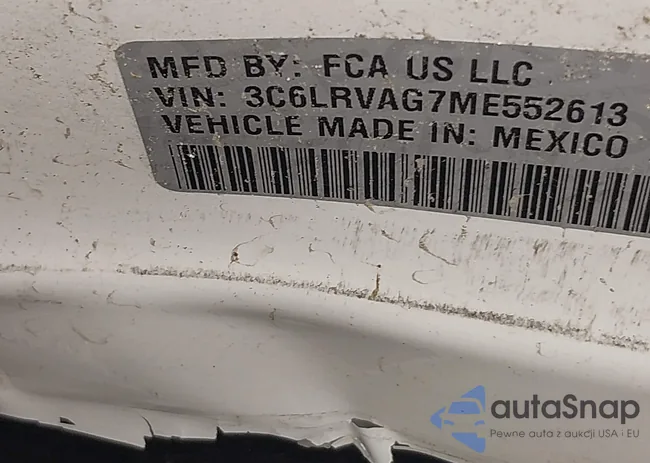 MFD BY: FCA US LLC
VIN: 3C6LRVAG7ME552613
VEHICLE MADE IN: MEXICO
autaSnap
Pewne auta z aukcji USA · EU